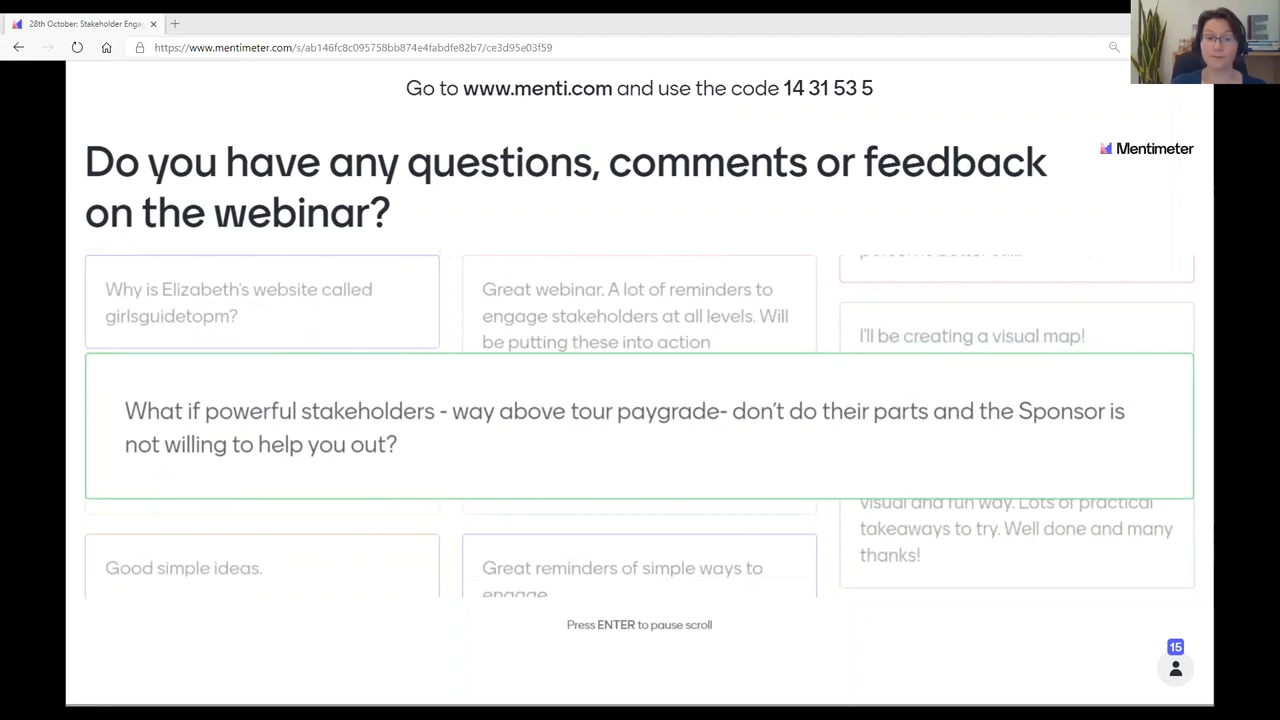 28th October: Stakeholder Enga
https://www.mentimeter.com/s/ab146fc8c095758bb874e4fabdfe82b7/ce3d95e03f5c
Go to www.menti.com and use the code 14 31 53 5
Do you have any questions, comments or feedback
on the webinar?
Mentimeter
Why is Elizabeth's website called
girlsguidetopm?
Great webinar. A lot of reminders to
engage stakeholders at all levels. Will
be putting these into action
I'll be creating a visual map!
What if powerful stakeholders - way above tour paygrade- don't do their parts and the Sponsor is
not willing to help you out?
visual and fun way. Lots of practical
takeaways to try. Well done and many
thanks!
Good simple ideas.
Great reminders of simple ways to
engage
Press ENTER to pause scroll
15